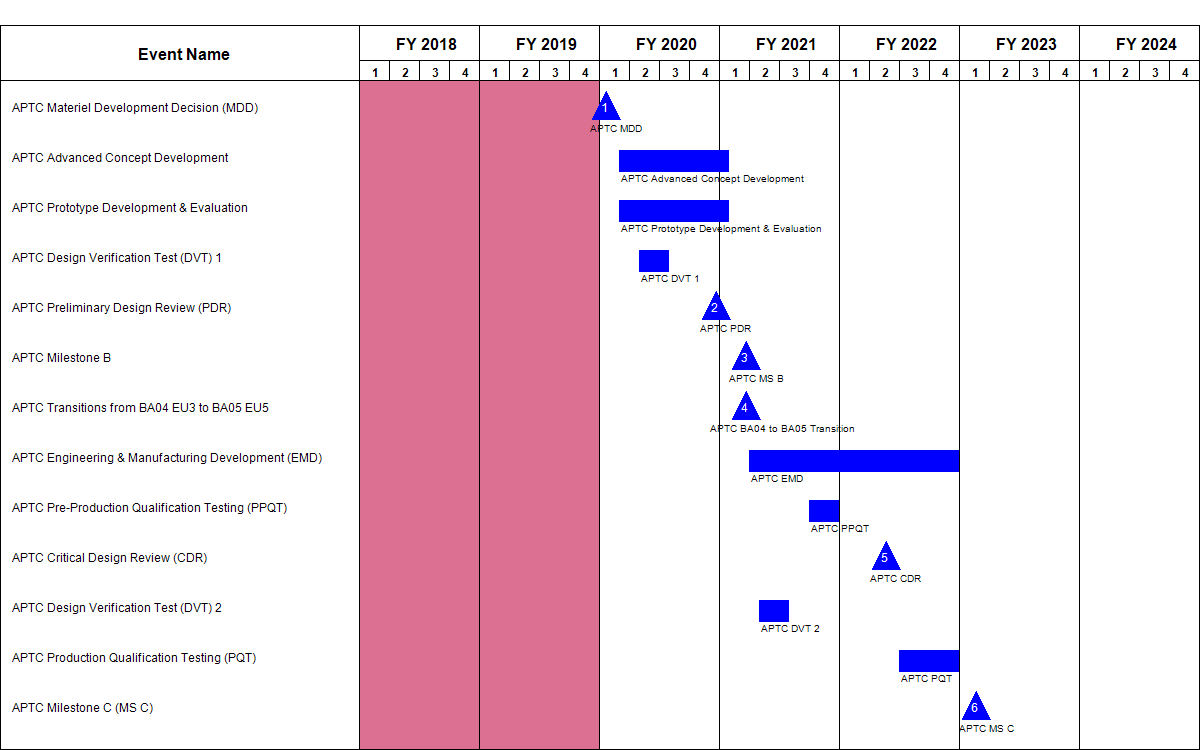 Event Name
FY 2018 FY 2019 FY 2020 FY 2021 FY 2022 FY 2023 FY 2024
1 2 3 4 1 2 3 4 1 2 3 4 1 2 3 4 1 2 3 4 1 2 3 4 1 2 3 4
APTC Materiel Development Decision (MDD)
1
APTC MDD
APTC Advanced Concept Development
APTC Advanced Concept Development
APTC Prototype Development & Evaluation
APTC Prototype Development & Evaluation
APTC Design Verification Test (DVT) 1
APTC DVT 1
APTC Preliminary Design Review (PDR)
2
APTC PDR
APTC Milestone B
3
APTC MS B
APTC Transitions from BA04 EU3 to BA05 EU5
4
APTC BA04 to BA05 Transition
APTC Engineering & Manufacturing Development (EMD)
APTC EMD
APTC Pre-Production Qualification Testing (PPQT)
APTC PPQT
APTC Critical Design Review (CDR)
5
APTC CDR
APTC Design Verification Test (DVT) 2
APTC DVT 2
APTC Production Qualification Testing (PQT)
APTC PQT
APTC Milestone C (MS C)
6
APTC MS C